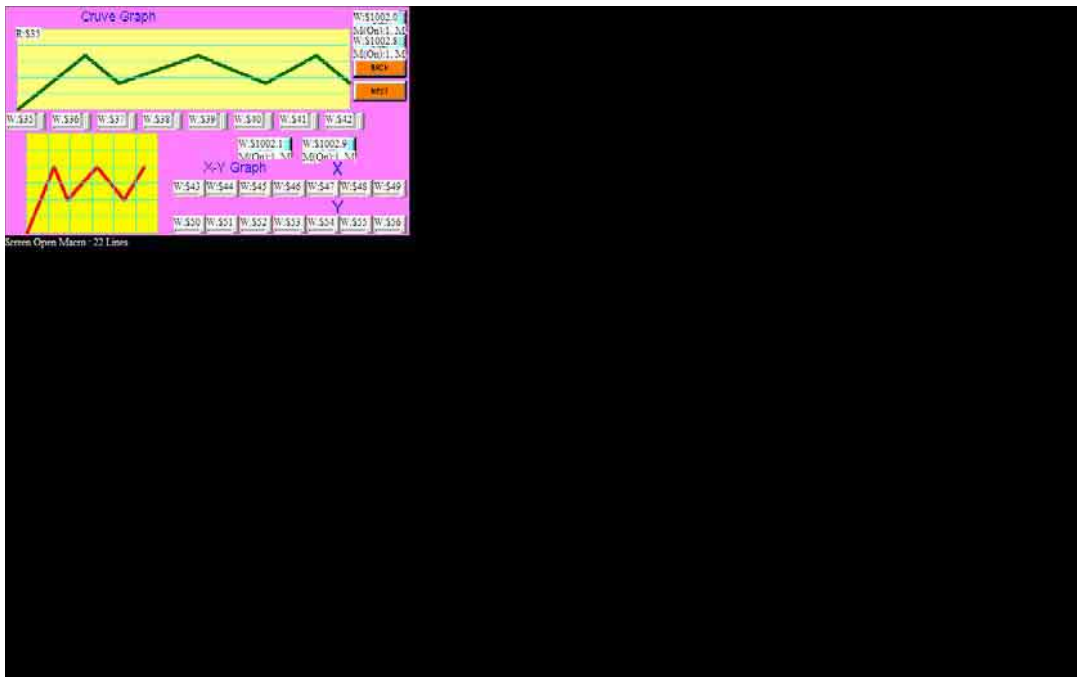 Cruve Graph
W:$1002.0
M(On):1, M
R:$35
W:$1002.8
M(On):1, M
BACK
NEXT
W:$35 W:$36 W:$37 W:$38 W:$39 W:$40 W:$41 W:$42
W:$1002.1 W:$1002.9
M(On):1, M M(On):1, M
X-Y Graph X
W:$43 W:$44 W:$45 W:$46 W:$47 W:$48 W:$49
Y
W:$50 W:$51 W:$52 W:$53 W:$54 W:$55 W:$56
Screen Open Macro : 22 Lines